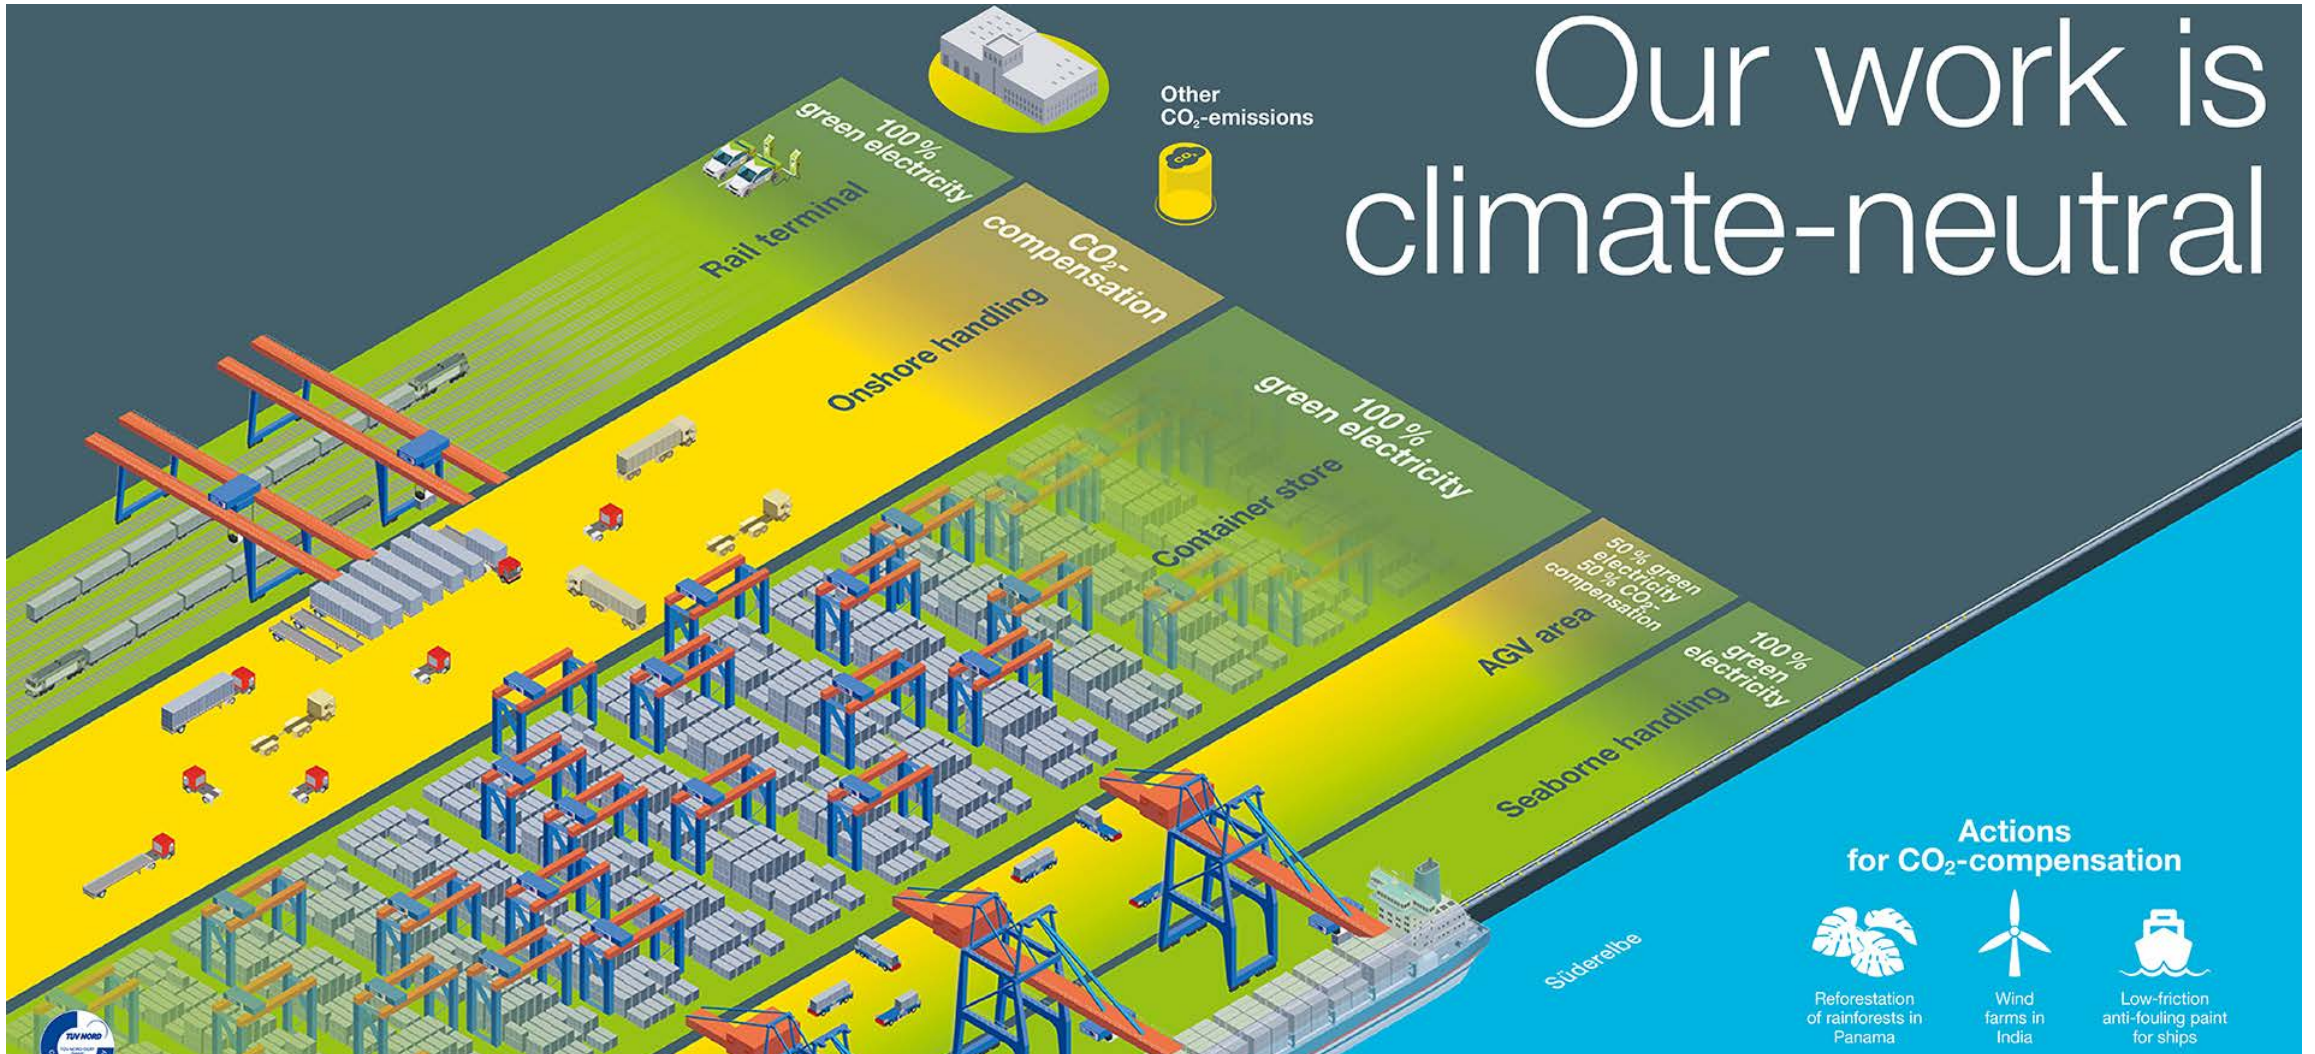 Our work is
climate-neutral
Other
CO₂-emissions
CO₂
100 %
green electricity
Rail terminal
CO₂-
compensation
Onshore handling
100 %
green electricity
Container store
50 % green
electricity
50 % CO₂-
compensation
AGV area
100 %
green
electricity
Seaborne handling
Süderelbe
Actions
for CO₂-compensation
Reforestation
of rainforests in
Panama
Wind
farms in
India
Low-friction
anti-fouling paint
for ships
TÜV NORD